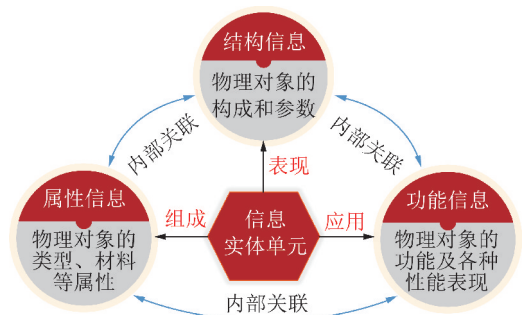 结构信息
物理对象的
构成和参数
内部关联
内部关联
表现
属性信息
物理对象的
类型、材料
等属性
组成
信息
实体单元
应用
功能信息
物理对象的
功能及各种
性能表现
内部关联